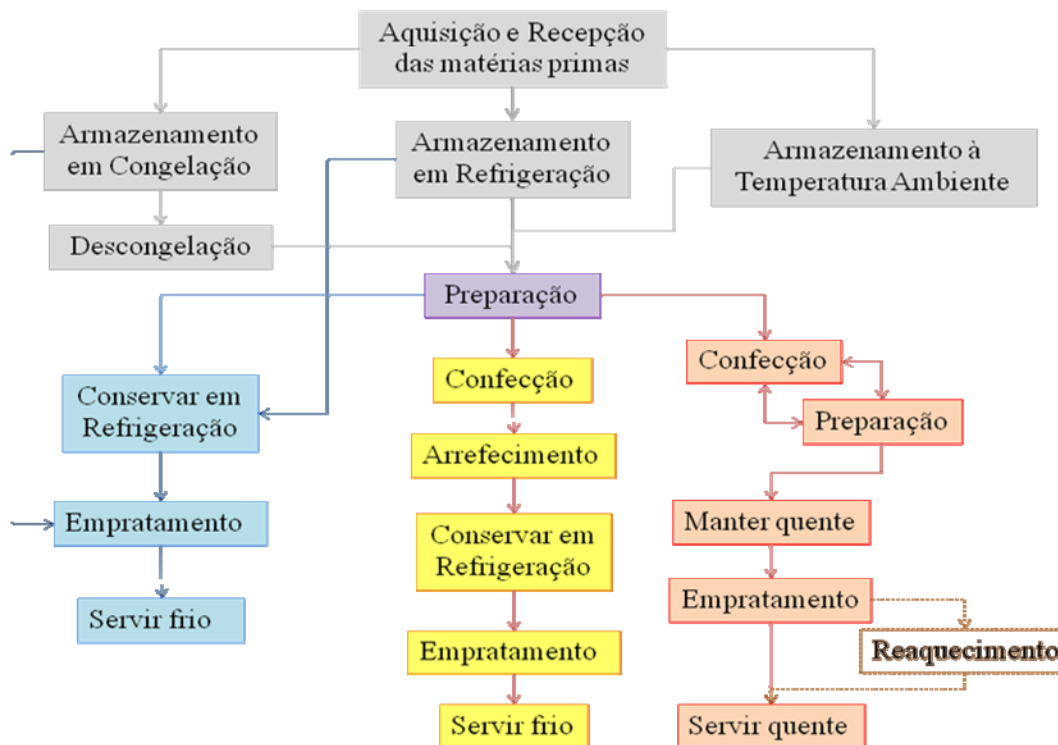 Aquisição e Recepção
das matérias primas
Armazenamento
em Congelação
Armazenamento
em Refrigeração
Armazenamento à
Temperatura Ambiente
Descongelação
Preparação
Conservar em
Refrigeração
Empratamento
Servir frio
Confecção
Arrefecimento
Conservar em
Refrigeração
Empratamento
Servir frio
Confecção
Preparação
Manter quente
Empratamento
Reaquecimento
Servir quente